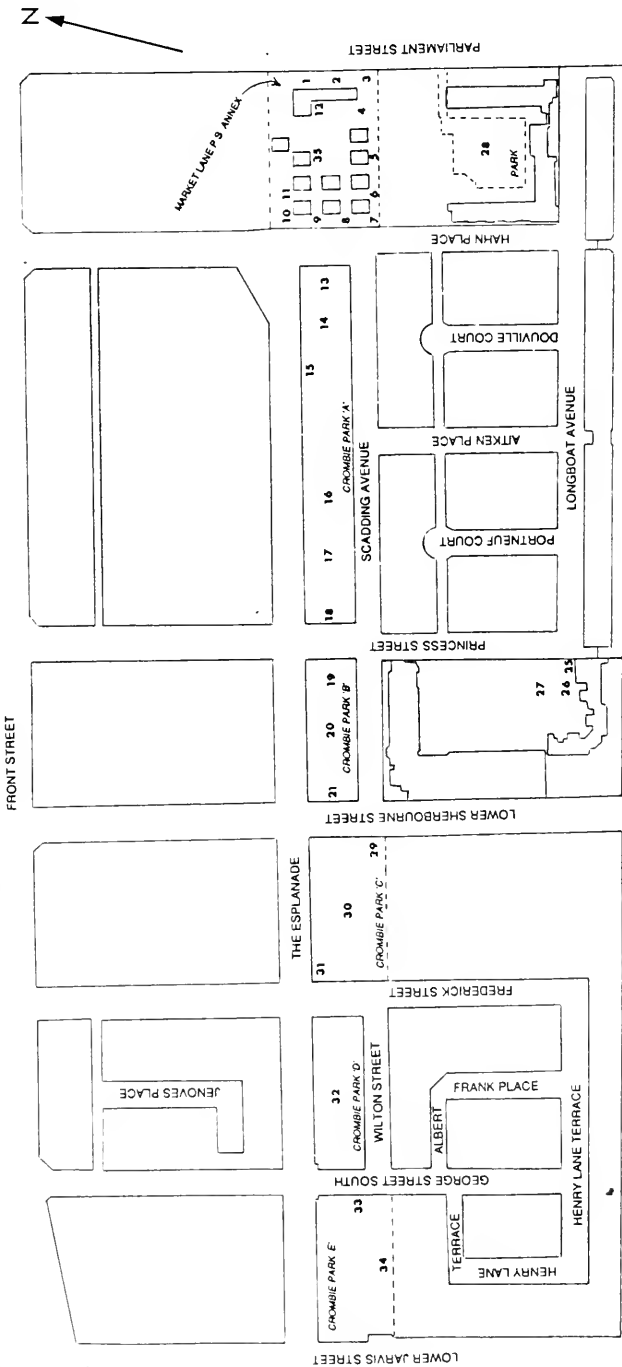 N
PARLIAMENT STREET
MARKET LANE P S ANNEX
1
2
3
12
4
35
5
11
10
9
8
6
7
28
PARK
HAHN PLACE
13
14
15
DOUVILLE COURT
CROMBIE PARK 'A'
SCADDING AVENUE
AITKEN PLACE
LONGBOAT AVENUE
16
17
18
PORTNEUF COURT
PRINCESS STREET
FRONT STREET
19
20
CROMBIE PARK 'B'
21
25
26
27
LOWER SHERBOURNE STREET
THE ESPLANADE
29
30
CROMBIE PARK 'C'
31
FREDERICK STREET
JENOVES PLACE
32
CROMBIE PARK 'D'
WILTON STREET
FRANK PLACE
ALBERT
GEORGE STREET SOUTH
HENRY LANE TERRACE
33
CROMBIE PARK 'E'
34
TERRACE
HENRY LANE
LOWER JARVIS STREET